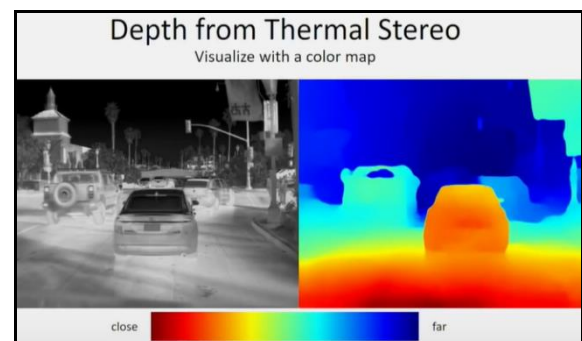 Depth from Thermal Stereo
Visualize with a color map
close
far